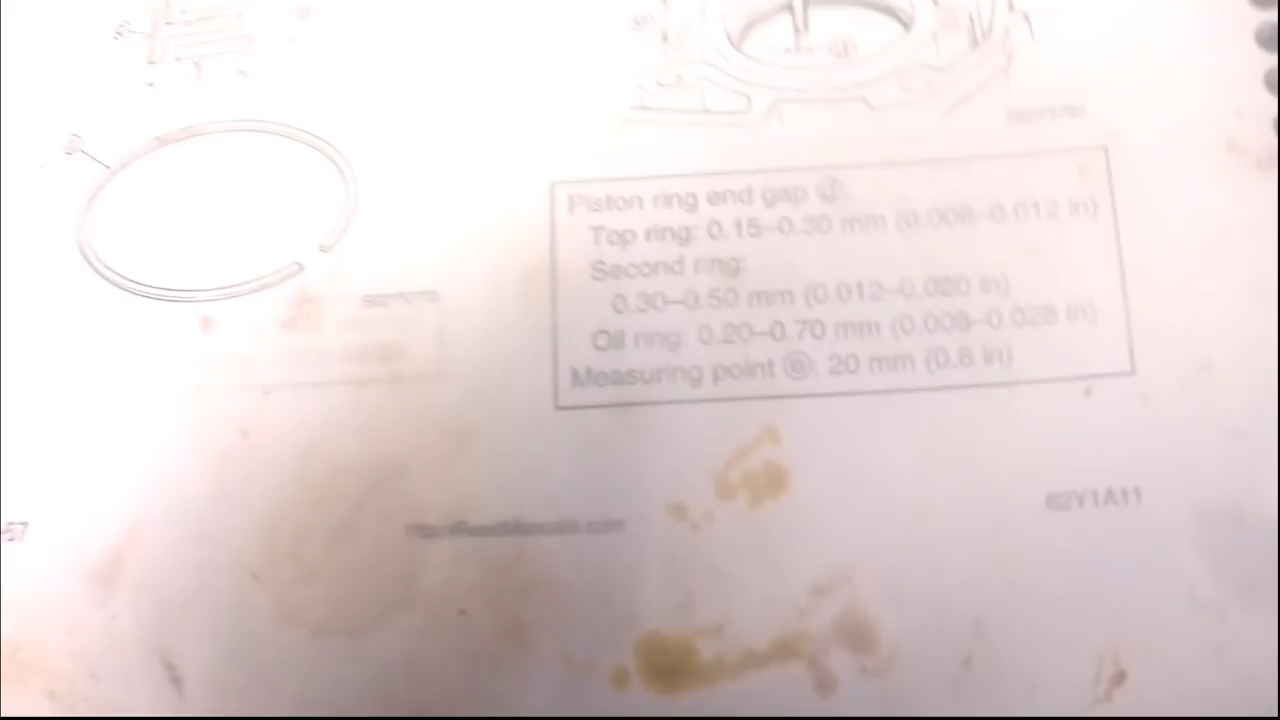 Piston ring end gap ⓓ:
Top ring: 0.15–0.30 mm (0.006–0.012 in)
Second ring:
0.30–0.50 mm (0.012–0.020 in)
Oil ring: 0.20–0.70 mm (0.008–0.028 in)
Measuring point ⓔ: 20 mm (0.8 in)
62Y1A11
-57